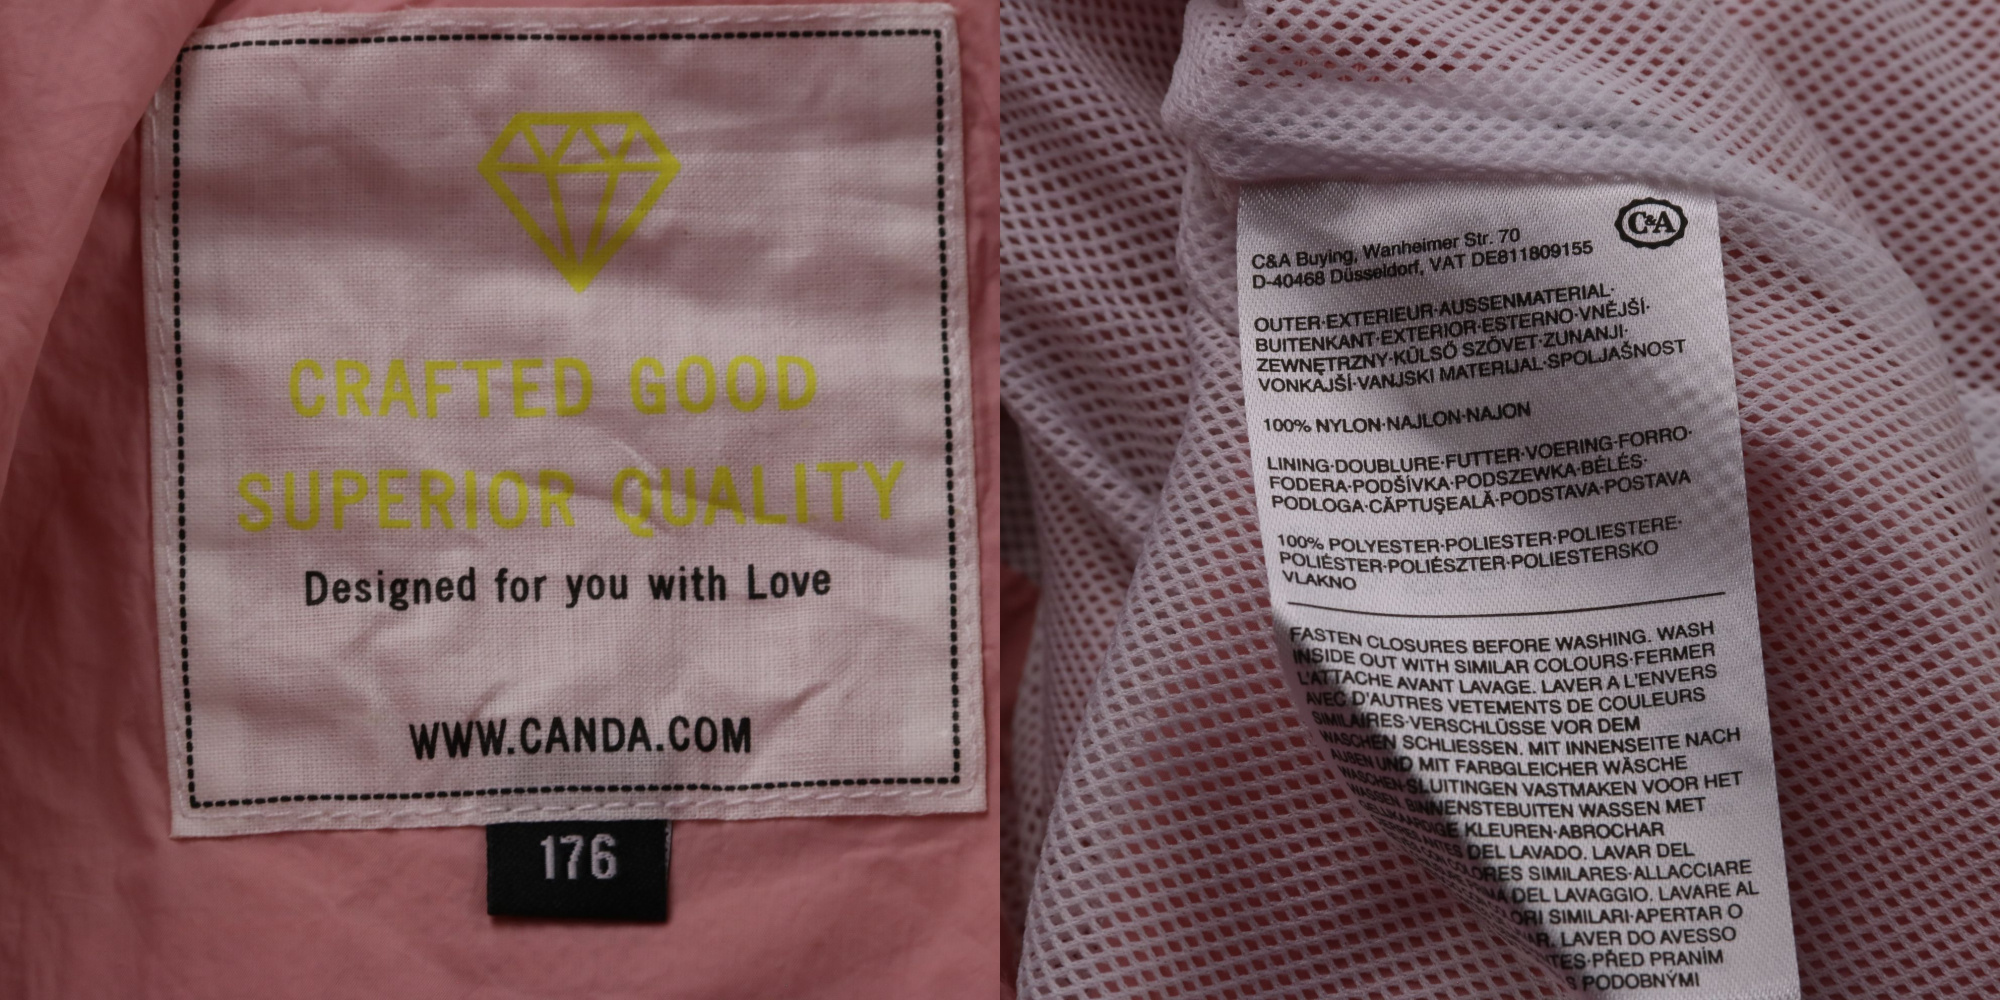 CRAFTED GOOD
SUPERIOR QUALITY
Designed for you with Love
WWW.CANDA.COM
176
C&A
C&A Buying, Wanheimer Str. 70
D-40468 Düsseldorf, VAT DE811809155
OUTER·EXTERIEUR·AUSSENMATERIAL·
BUITENKANT·EXTERIOR·ESTERNO·VNĚJŠÍ·
ZEWNĘTRZNY·KÜLSŐ SZÖVET·ZUNANJI·
VONKAJŠÍ·VANJSKI MATERIJAL·SPOLJAŠNOST
100% NYLON·NAJLON·NAJON
LINING·DOUBLURE·FUTTER·VOERING·FORRO·
FODERA·PODŠÍVKA·PODSZEWKA·BÉLÉS·
PODLOGA·CĂPTUŞEALĂ·PODSTAVA·POSTAVA
100% POLYESTER·POLIESTER·POLIESTERE·
POLIÉSTER·POLIÉSZTER·POLIESTERSKO
VLAKNO
FASTEN CLOSURES BEFORE WASHING. WASH
INSIDE OUT WITH SIMILAR COLOURS·FERMER
L'ATTACHE AVANT LAVAGE. LAVER A L'ENVERS
AVEC D'AUTRES VETEMENTS DE COULEURS
SIMILAIRES·VERSCHLÜSSE VOR DEM
WASCHEN SCHLIESSEN. MIT INNENSEITE NACH
AUßEN UND MIT FARBGLEICHER WÄSCHE
WASCHEN·SLUITINGEN VASTMAKEN VOOR HET
WASSEN BINNENSTEBUITEN WASSEN MET
GELIJKAARDIGE KLEUREN·ABROCHAR
DEL LAVADO. LAVAR DEL
SIMILARES·ALLACCIARE
DEL LAVAGGIO. LAVARE AL
SIMILARI·APERTAR O
LAVER DO AVESSO
PŘED PRANÍM
PODOBNÝMI